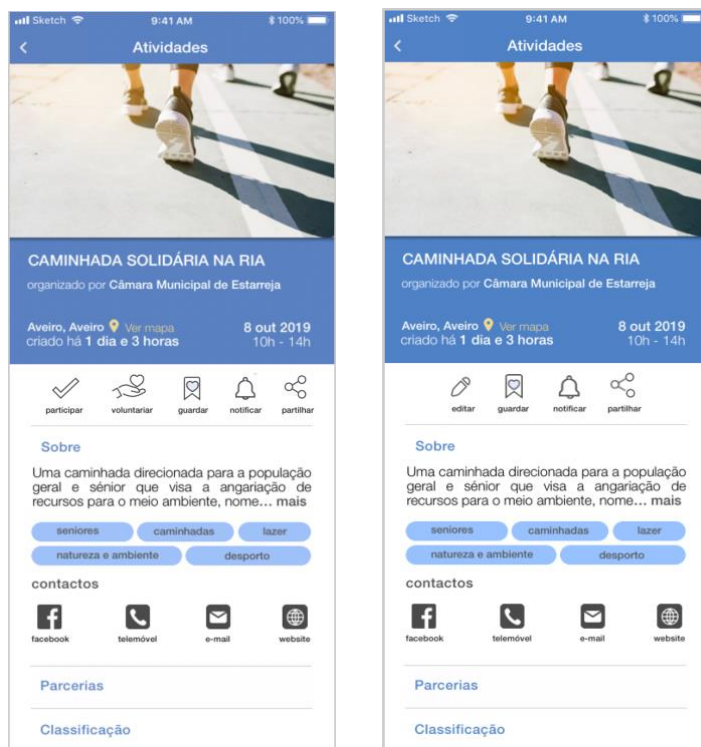 Sketch 9:41 AM 100%
Atividades
CAMINHADA SOLIDÁRIA NA RIA
organizado por Câmara Municipal de Estarreja
Aveiro, Aveiro Ver mapa 8 out 2019
criado há 1 dia e 3 horas 10h - 14h
participar voluntariar guardar notificar partilhar
Sobre
Uma caminhada direcionada para a população
geral e sénior que visa a angariação de
recursos para o meio ambiente, nome... mais
seniores caminhadas lazer
natureza e ambiente desporto
contactos
facebook telemóvel e-mail website
Parcerias
Classificação
Sketch 9:41 AM 100%
Atividades
CAMINHADA SOLIDÁRIA NA RIA
organizado por Câmara Municipal de Estarreja
Aveiro, Aveiro Ver mapa 8 out 2019
criado há 1 dia e 3 horas 10h - 14h
editar guardar notificar partilhar
Sobre
Uma caminhada direcionada para a população
geral e sénior que visa a angariação de
recursos para o meio ambiente, nome... mais
seniores caminhadas lazer
natureza e ambiente desporto
contactos
facebook telemóvel e-mail website
Parcerias
Classificação